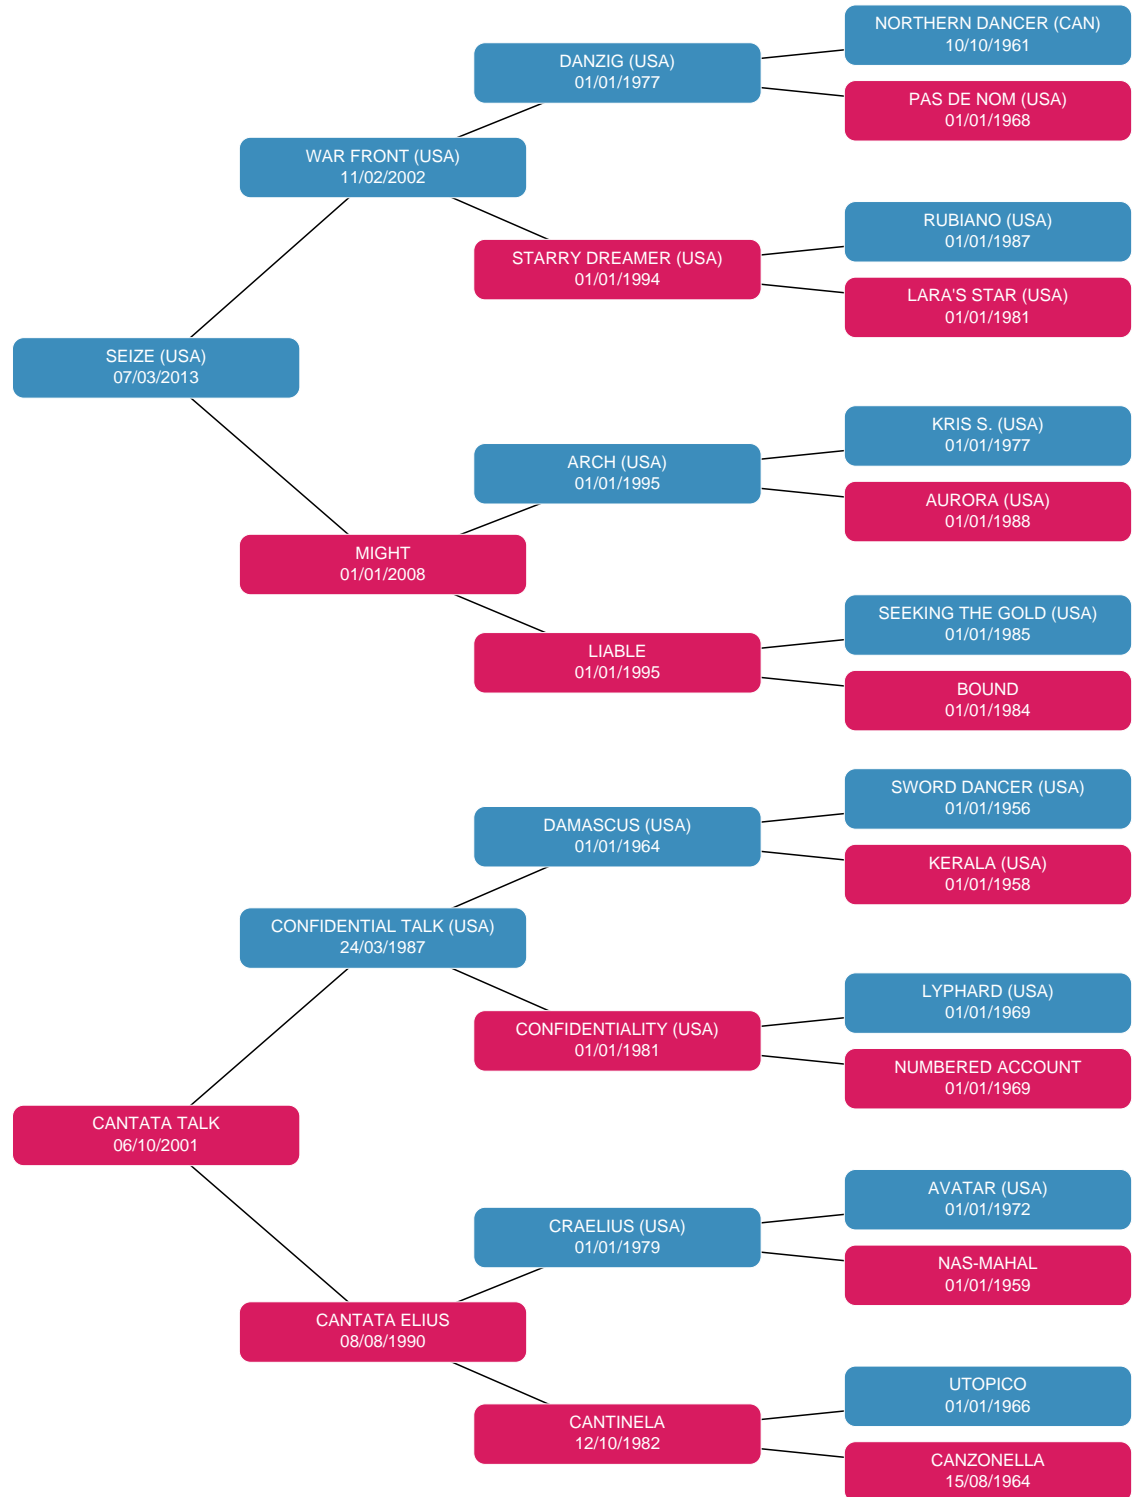 NORTHERN DANCER (CAN)
10/10/1961
DANZIG (USA)
01/01/1977
PAS DE NOM (USA)
01/01/1968
WAR FRONT (USA)
11/02/2002
RUBIANO (USA)
01/01/1987
STARRY DREAMER (USA)
01/01/1994
LARA'S STAR (USA)
01/01/1981
SEIZE (USA)
07/03/2013
KRIS S. (USA)
01/01/1977
ARCH (USA)
01/01/1995
AURORA (USA)
01/01/1988
MIGHT
01/01/2008
SEEKING THE GOLD (USA)
01/01/1985
LIABLE
01/01/1995
BOUND
01/01/1984
SWORD DANCER (USA)
01/01/1956
DAMASCUS (USA)
01/01/1964
KERALA (USA)
01/01/1958
CONFIDENTIAL TALK (USA)
24/03/1987
LYPHARD (USA)
01/01/1969
CONFIDENTIALITY (USA)
01/01/1981
NUMBERED ACCOUNT
01/01/1969
CANTATA TALK
06/10/2001
AVATAR (USA)
01/01/1972
CRAELIUS (USA)
01/01/1979
NAS-MAHAL
01/01/1959
CANTATA ELIUS
08/08/1990
UTOPICO
01/01/1966
CANTINELA
12/10/1982
CANZONELLA
15/08/1964